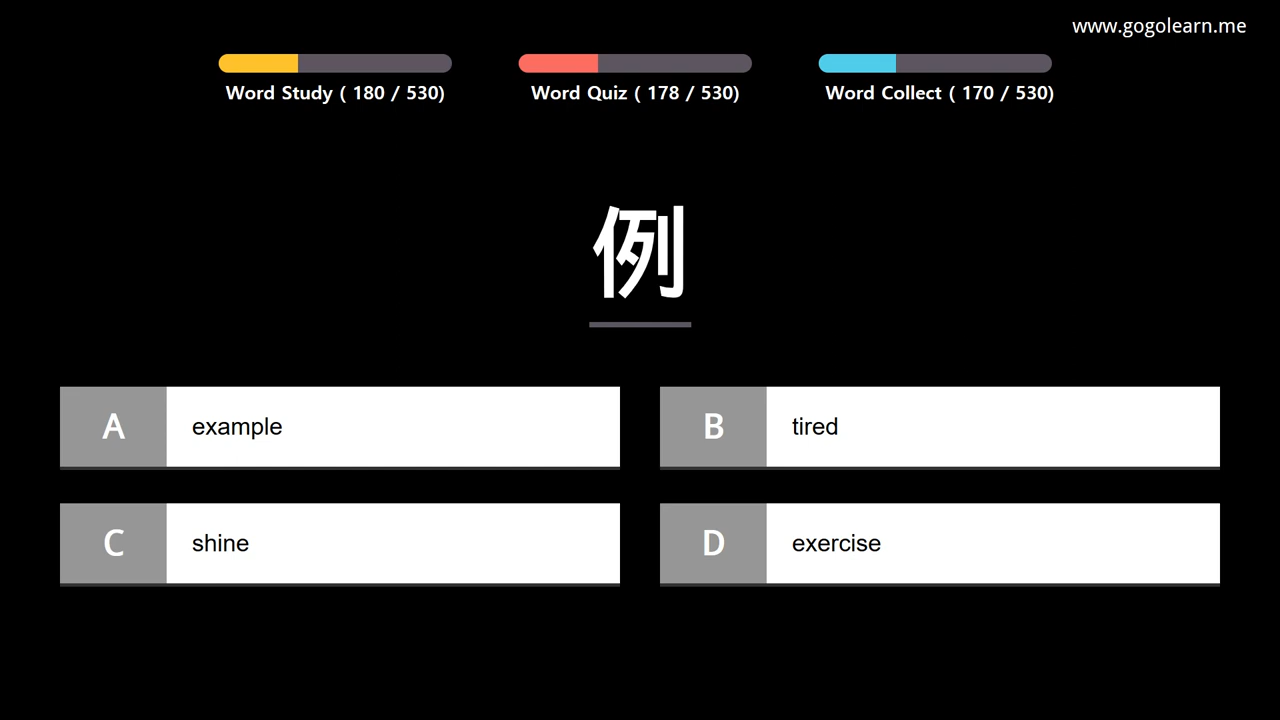 www.gogolearn.me
Word Study ( 180 / 530)
Word Quiz ( 178 / 530)
Word Collect ( 170 / 530)
例
A example
B tired
C shine
D exercise